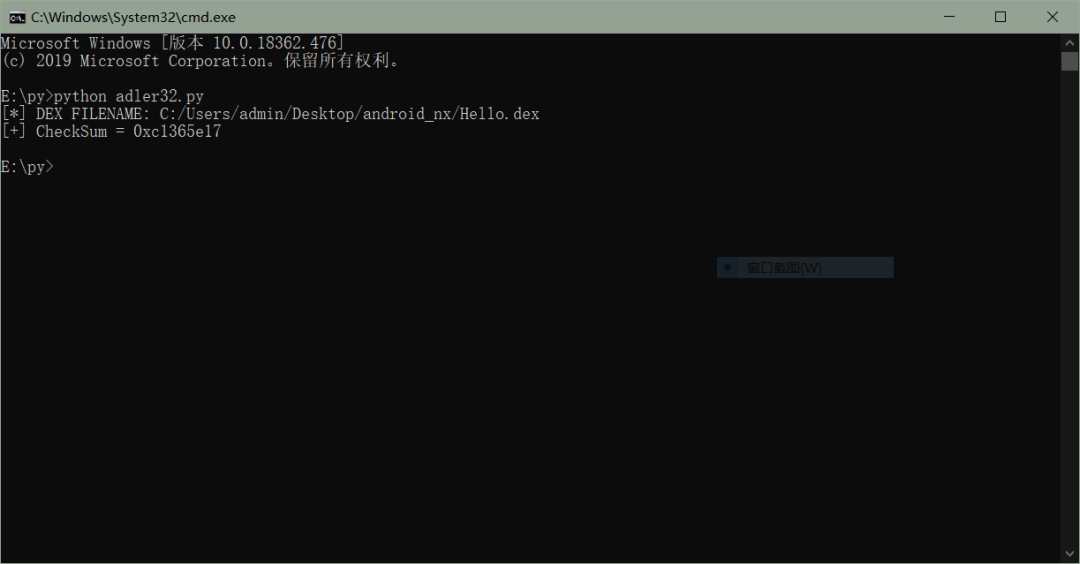 C:\Windows\System32\cmd.exe
Microsoft Windows [版本 10.0.18362.476]
(c) 2019 Microsoft Corporation。保留所有权利。
E:\py>python adler32.py
[*] DEX FILENAME: C:/Users/admin/Desktop/android_nx/Hello.dex
[+] CheckSum = 0xc1365e17
E:\py>
窗口截图(W)